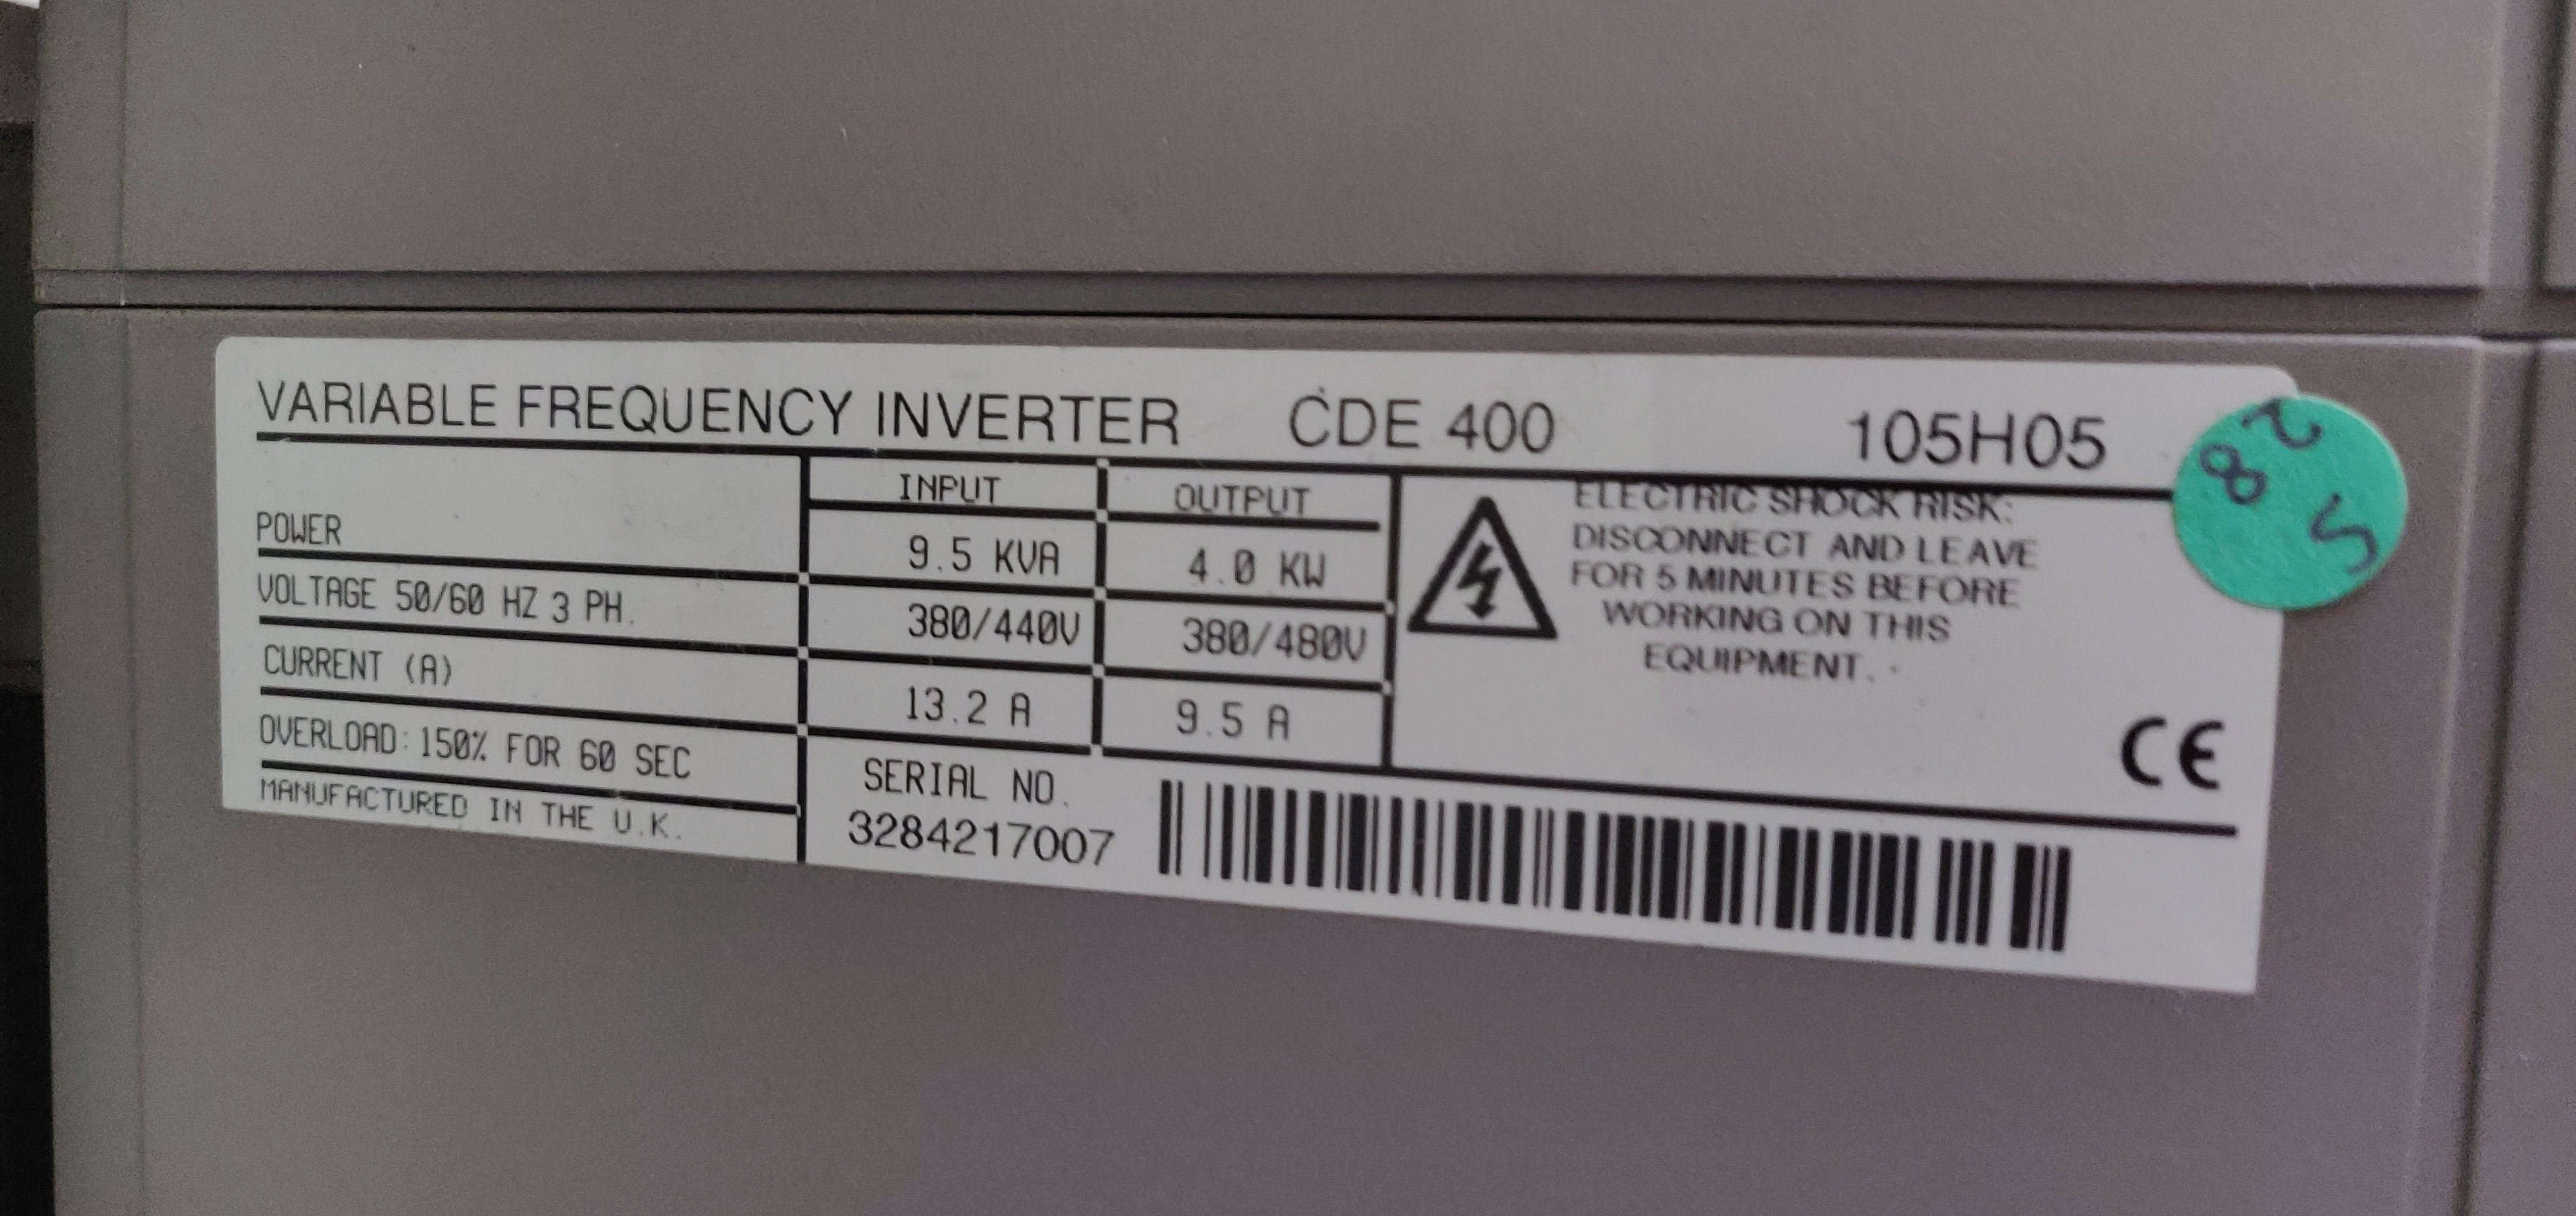 VARIABLE FREQUENCY INVERTER CDE 400 105H05
INPUT OUTPUT
POWER 9.5 KVA 4.0 KW
VOLTAGE 50/60 HZ 3 PH. 380/440V 380/480V
CURRENT (A) 13.2 A 9.5 A
OVERLOAD: 150% FOR 60 SEC
MANUFACTURED IN THE U.K.
ELECTRIC SHOCK RISK:
DISCONNECT AND LEAVE
FOR 5 MINUTES BEFORE
WORKING ON THIS
EQUIPMENT.
CE
SERIAL NO.
3284217007
28
5